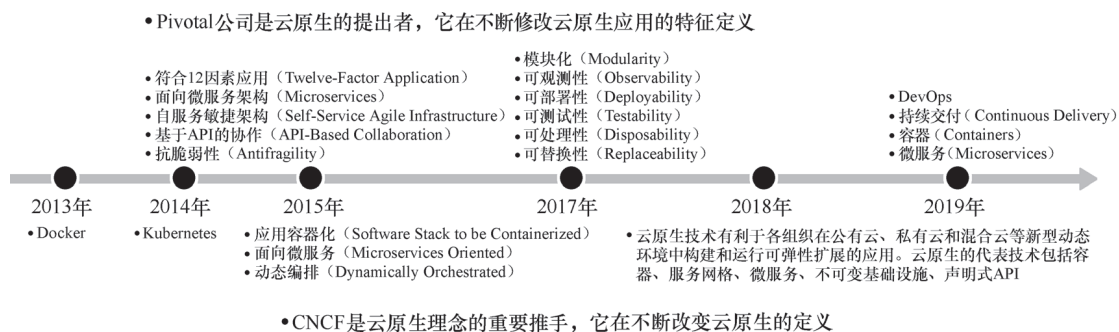 •Pivotal公司是云原生的提出者，它在不断修改云原生应用的特征定义
•符合12因素应用（Twelve-Factor Application）
•面向微服务架构（Microservices）
•自服务敏捷架构（Self-Service Agile Infrastructure）
•基于API的协作（API-Based Collaboration）
•抗脆弱性（Antifragility）
•模块化（Modularity）
•可观测性（Observability）
•可部署性（Deployability）
•可测试性（Testability）
•可处理性（Disposability）
•可替换性（Replaceability）
•DevOps
•持续交付（Continuous Delivery）
•容器（Containers）
•微服务（Microservices）
2013年
2014年
2015年
2017年
2018年
2019年
•Docker
•Kubernetes
•应用容器化（Software Stack to be Containerized）
•面向微服务（Microservices Oriented）
•动态编排（Dynamically Orchestrated）
•云原生技术有利于各组织在公有云、私有云和混合云等新型动态
环境中构建和运行可弹性扩展的应用。云原生的代表技术包括容
器、服务网格、微服务、不可变基础设施、声明式API
•CNCF是云原生理念的重要推手，它在不断改变云原生的定义